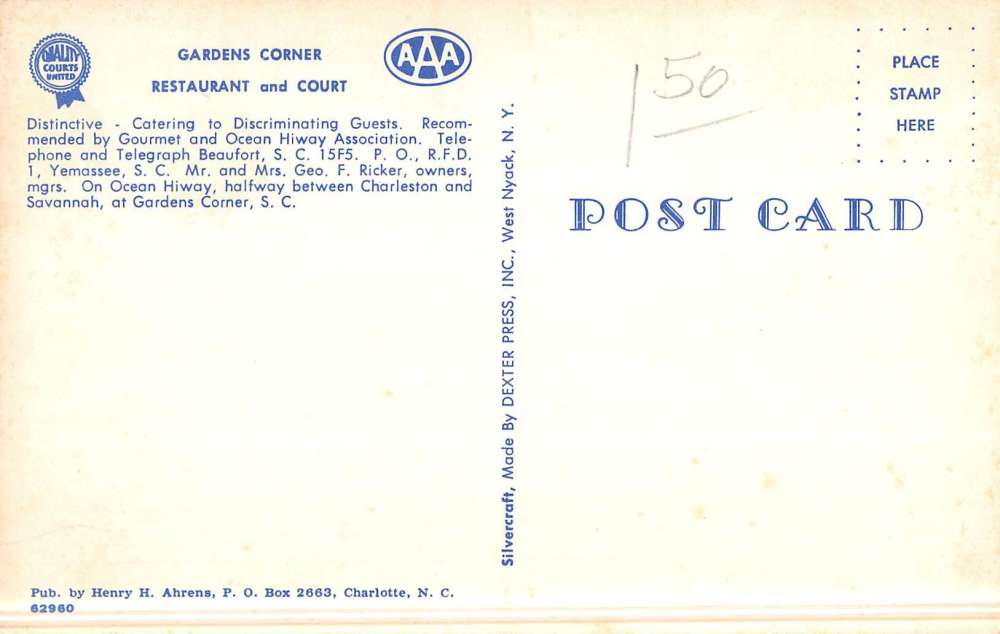 QUALITY
COURTS
UNITED
GARDENS CORNER
RESTAURANT and COURT
AAA
Distinctive - Catering to Discriminating Guests. Recom-
mended by Gourmet and Ocean Hiway Association. Tele-
phone and Telegraph Beaufort, S. C. 15F5. P. O., R.F.D.
1, Yemassee, S. C. Mr. and Mrs. Geo. F. Ricker, owners,
mgrs. On Ocean Hiway, halfway between Charleston and
Savannah, at Gardens Corner, S. C.
Pub. by Henry H. Ahrens, P. O. Box 2663, Charlotte, N. C.
62960
Silvercraft, Made By DEXTER PRESS, INC., West Nyack, N. Y.
1 50
PLACE
STAMP
HERE
POST CARD